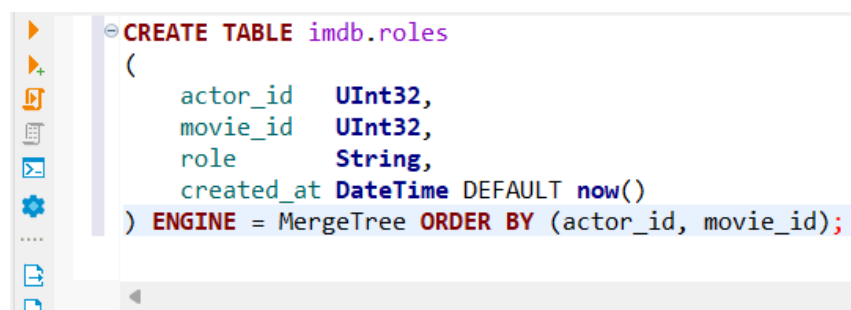 CREATE TABLE imdb.roles
(
    actor_id   UInt32,
    movie_id   UInt32,
    role       String,
    created_at DateTime DEFAULT now()
) ENGINE = MergeTree ORDER BY (actor_id, movie_id);